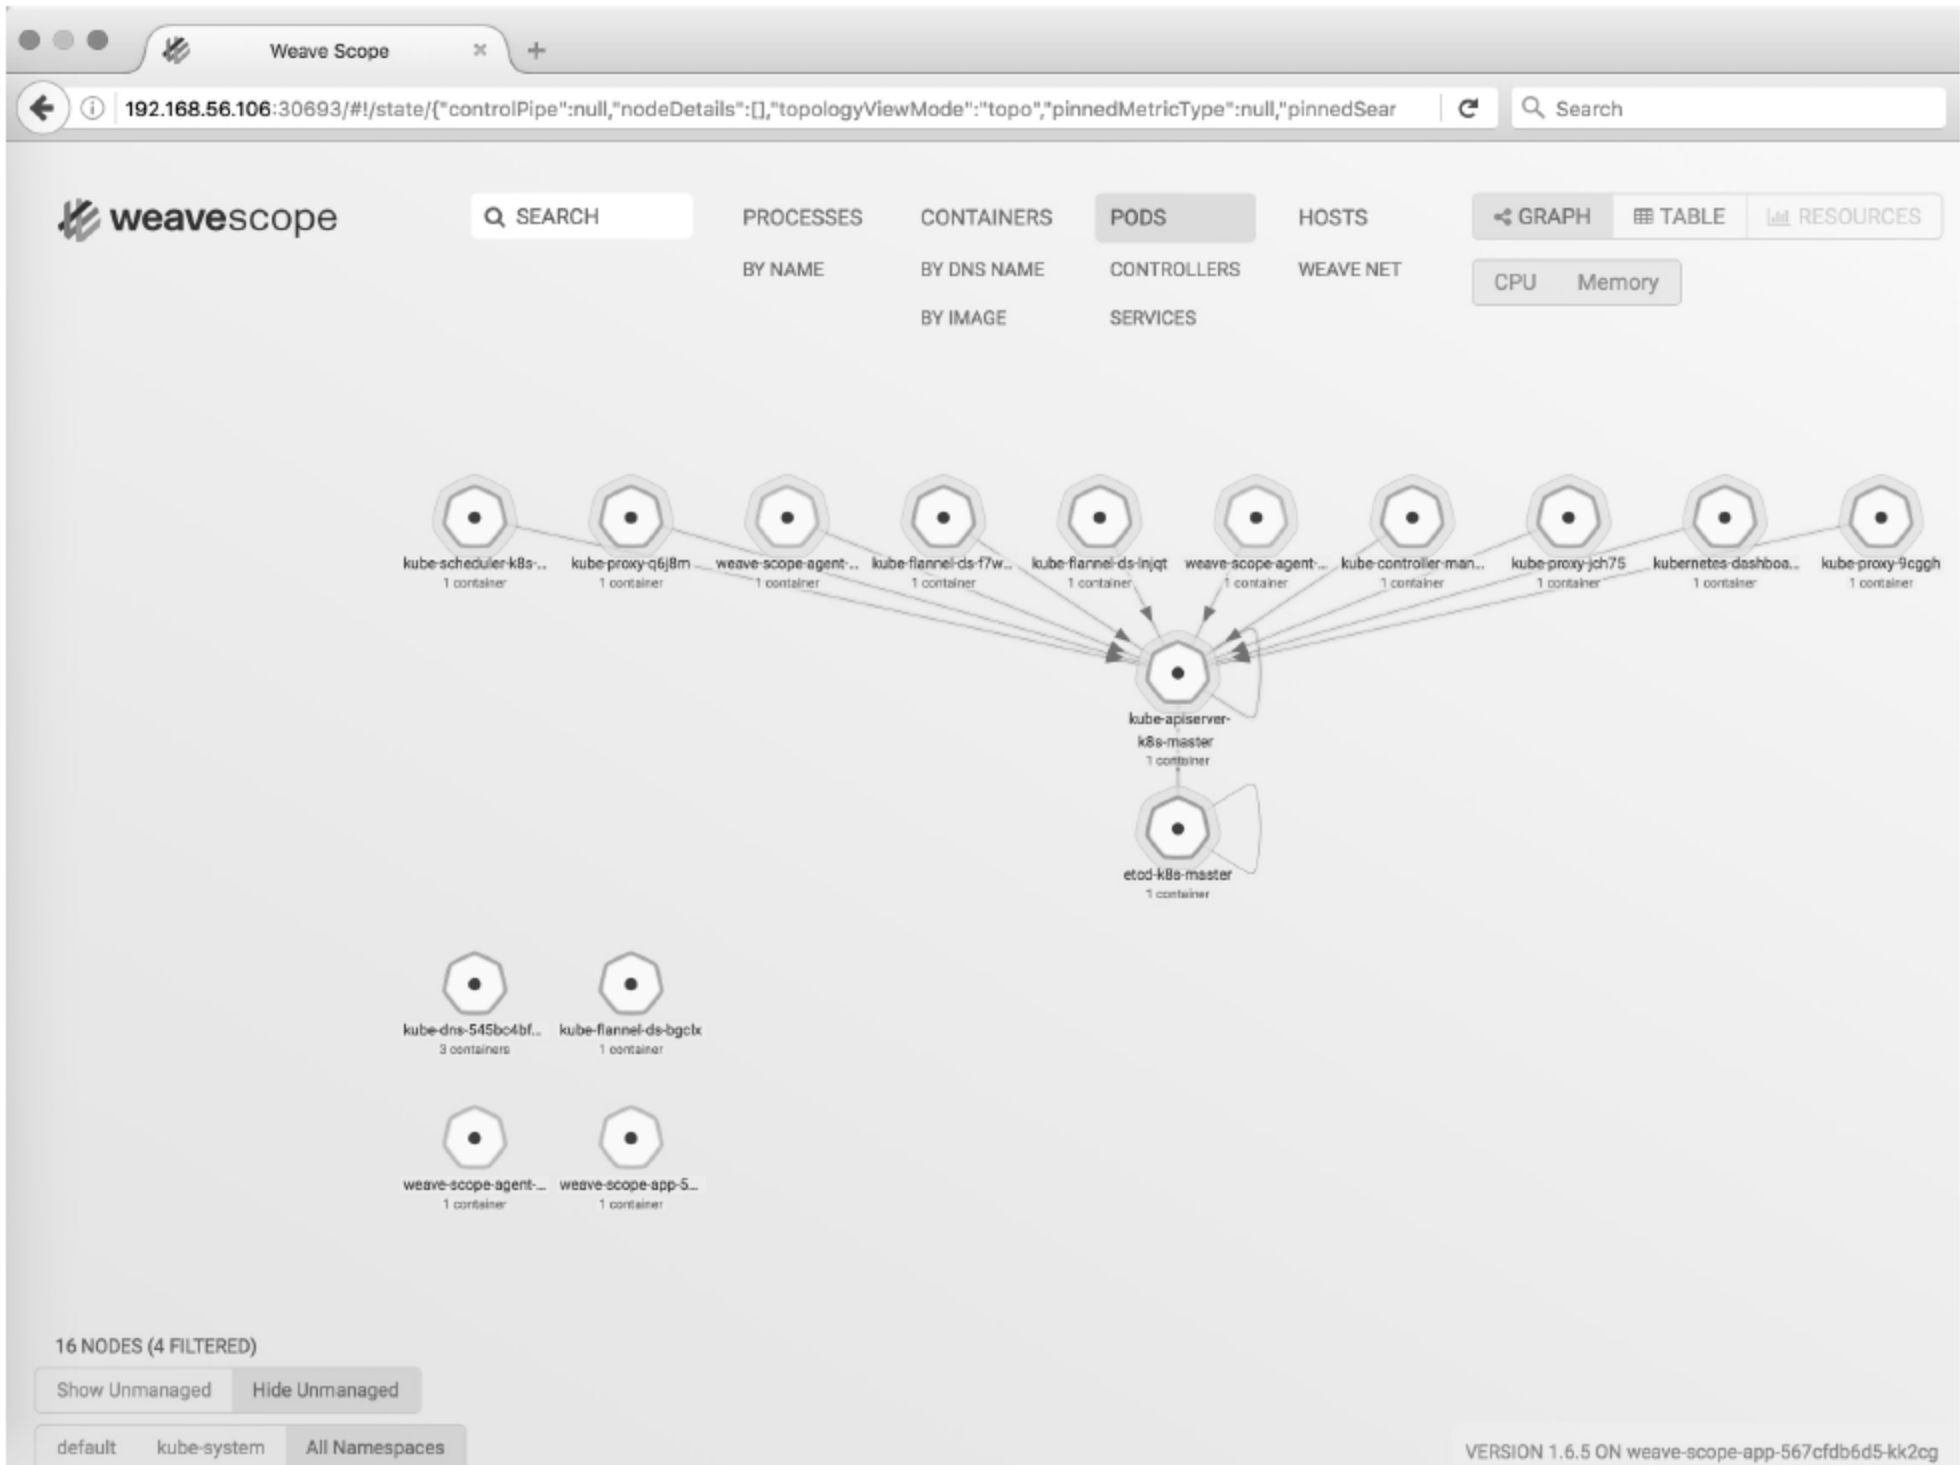 Weave Scope
192.168.56.106:30693/#!/state/{"controlPipe":null,"nodeDetails":[],"topologyViewMode":"topo","pinnedMetricType":null,"pinnedSear
Search
weavescope
SEARCH
PROCESSES CONTAINERS PODS HOSTS
GRAPH TABLE RESOURCES
BY NAME BY DNS NAME CONTROLLERS WEAVE NET
CPU Memory
BY IMAGE SERVICES
kube-scheduler-k8s-... kube-proxy-q6j8m weave-scope-agent-... kube-flannel-ds-f7w... kube-flannel-ds-lnjqt weave-scope-agent-... kube-controller-man... kube-proxy-jch75 kubernetes-dashboa... kube-proxy-9cggh
1 container 1 container 1 container 1 container 1 container 1 container 1 container 1 container 1 container 1 container
kube-apiserver-
k8s-master
1 container
etcd-k8s-master
1 container
kube-dns-545bc4bf... kube-flannel-ds-bgclx
3 containers 1 container
weave-scope-agent-... weave-scope-app-5...
1 container 1 container
16 NODES (4 FILTERED)
Show Unmanaged Hide Unmanaged
default kube-system All Namespaces
VERSION 1.6.5 ON weave-scope-app-567cfdb6d5-kk2cg